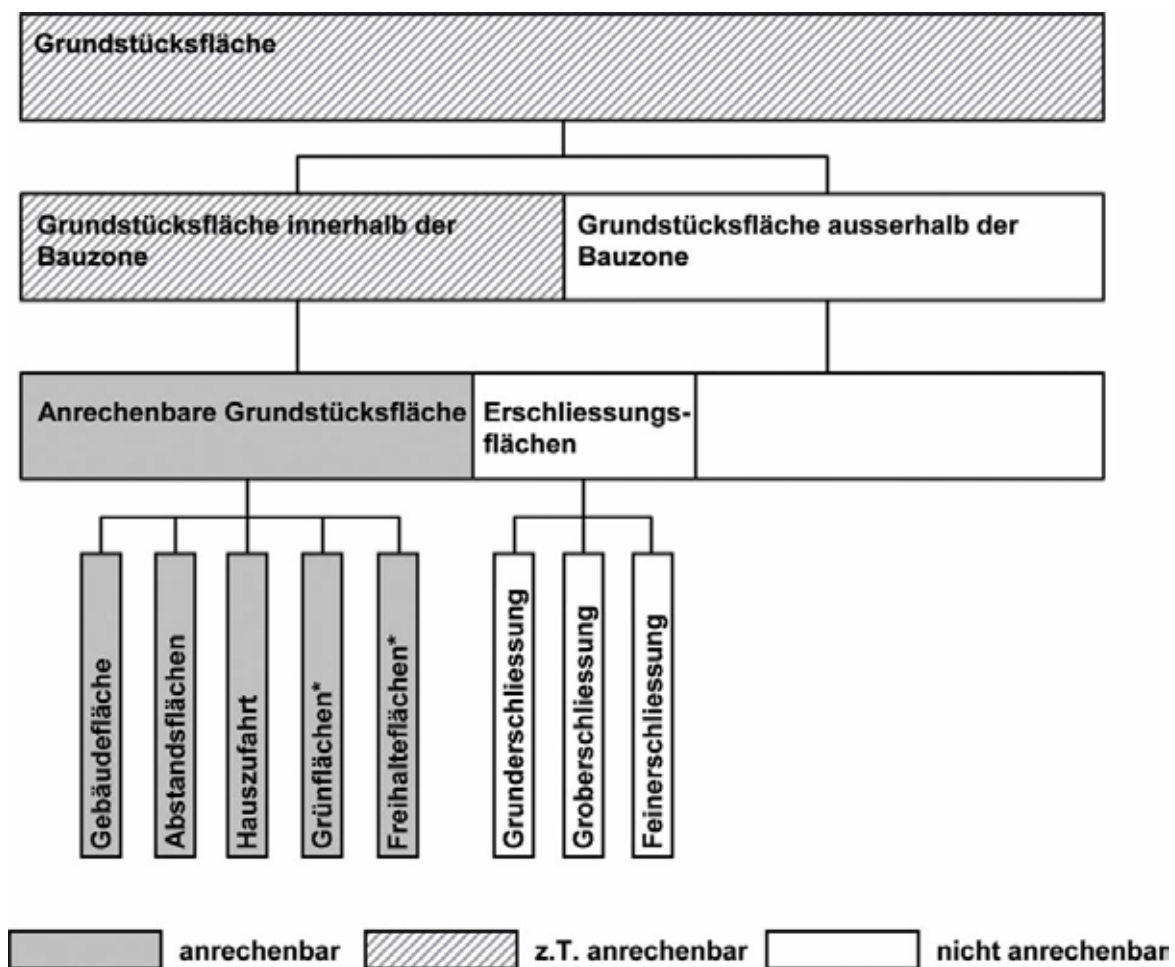 Grundstücksfläche
Grundstücksfläche innerhalb der
Bauzone
Grundstücksfläche ausserhalb der
Bauzone
Anrechenbare Grundstücksfläche
Erschliessungs-
flächen
Gebäudefläche
Abstandsflächen
Hauszufahrt
Grünflächen*
Freihalteflächen*
Grunderschliessung
Groberschliessung
Feinerschliessung
anrechenbar
z.T. anrechenbar
nicht anrechenbar